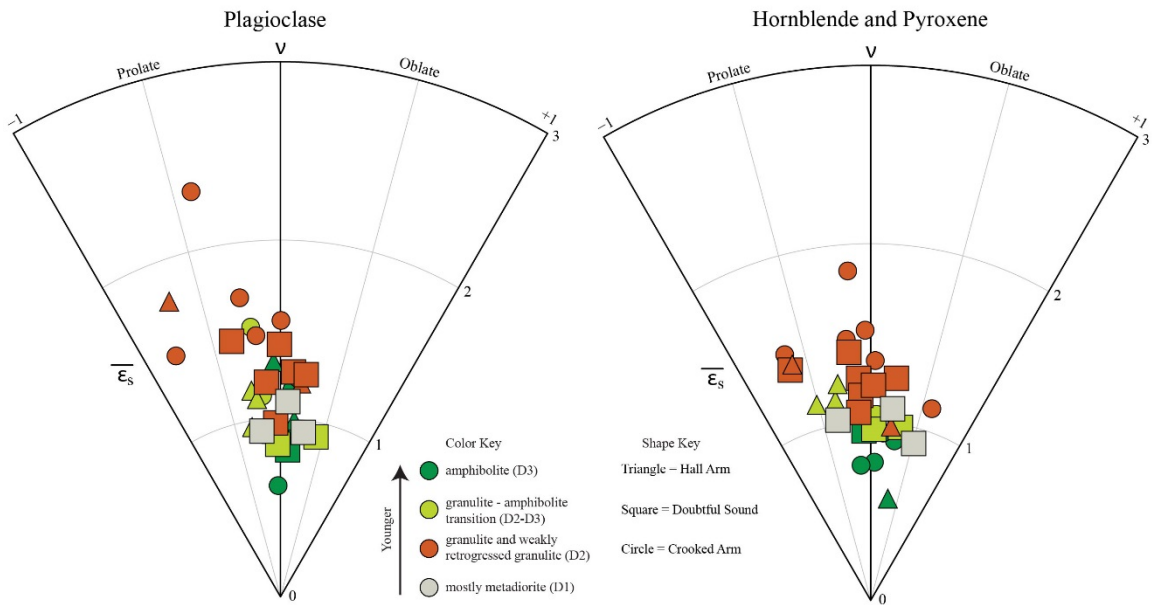 Plagioclase
ν
Prolate
Oblate
−1
+1
3
2
1
0
ε̅s
Hornblende and Pyroxene
ν
Prolate
Oblate
−1
+1
3
2
1
0
ε̅s
Color Key
amphibolite (D3)
granulite - amphibolite
transition (D2-D3)
granulite and weakly
retrogressed granulite (D2)
mostly metadiorite (D1)
Younger
Shape Key
Triangle – Hall Arm
Square = Doubtful Sound
Circle = Crooked Arm